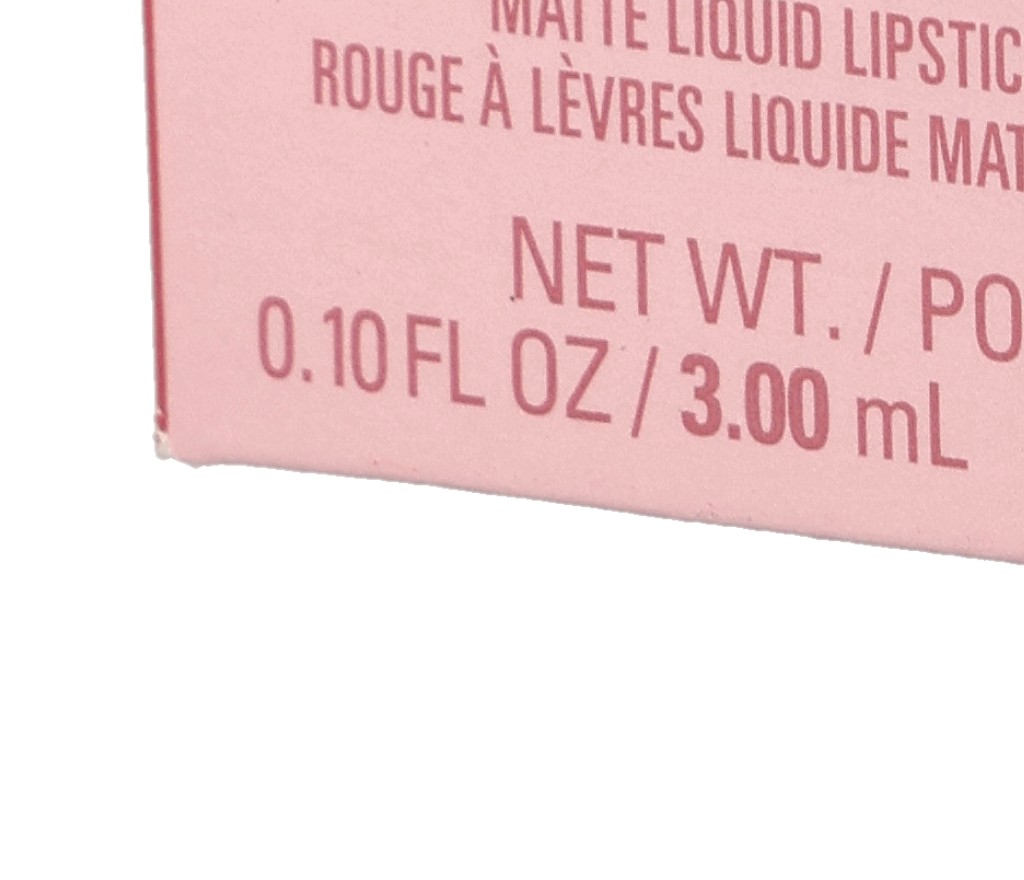 MATTE LIQUID LIPSTIC
ROUGE À LÈVRES LIQUIDE MAT
NET WT. / PO
0.10 FL OZ / 3.00 mL